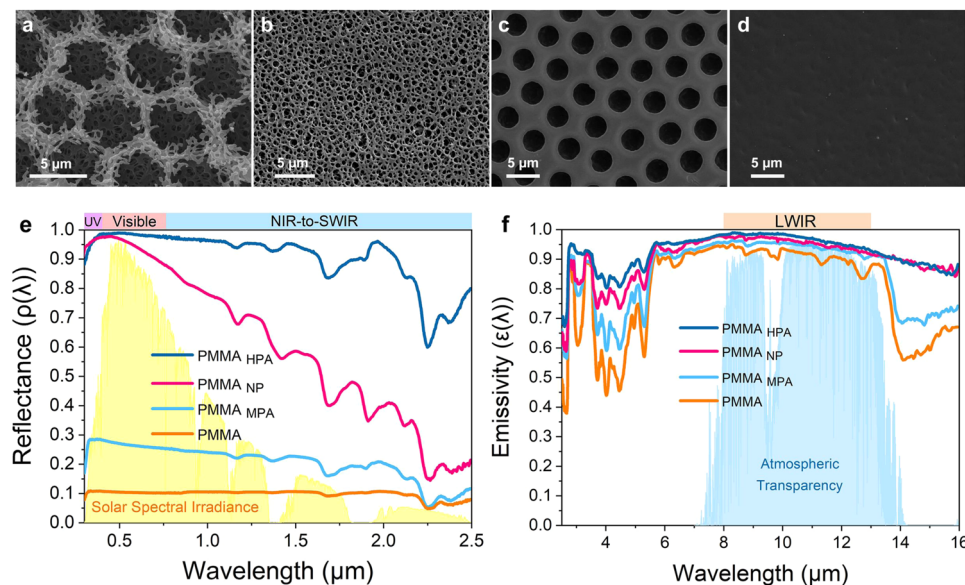 a
b
c
d
5 µm
5 µm
5 µm
5 µm
UV
Visible
NIR-to-SWIR
e
Reflectance (ρ(λ))
1.0
0.9
0.8
0.7
0.6
0.5
0.4
0.3
0.2
0.1
0.0
PMMA HPA
PMMA NP
PMMA MPA
PMMA
Solar Spectral Irradiance
0.5
1.0
1.5
2.0
2.5
Wavelength (µm)
LWIR
f
Emissivity (ε(λ))
1.0
0.9
0.8
0.7
0.6
0.5
0.4
0.3
0.2
0.1
0.0
PMMA HPA
PMMA NP
PMMA MPA
PMMA
Atmospheric
Transparency
4
6
8
10
12
14
16
Wavelength (µm)